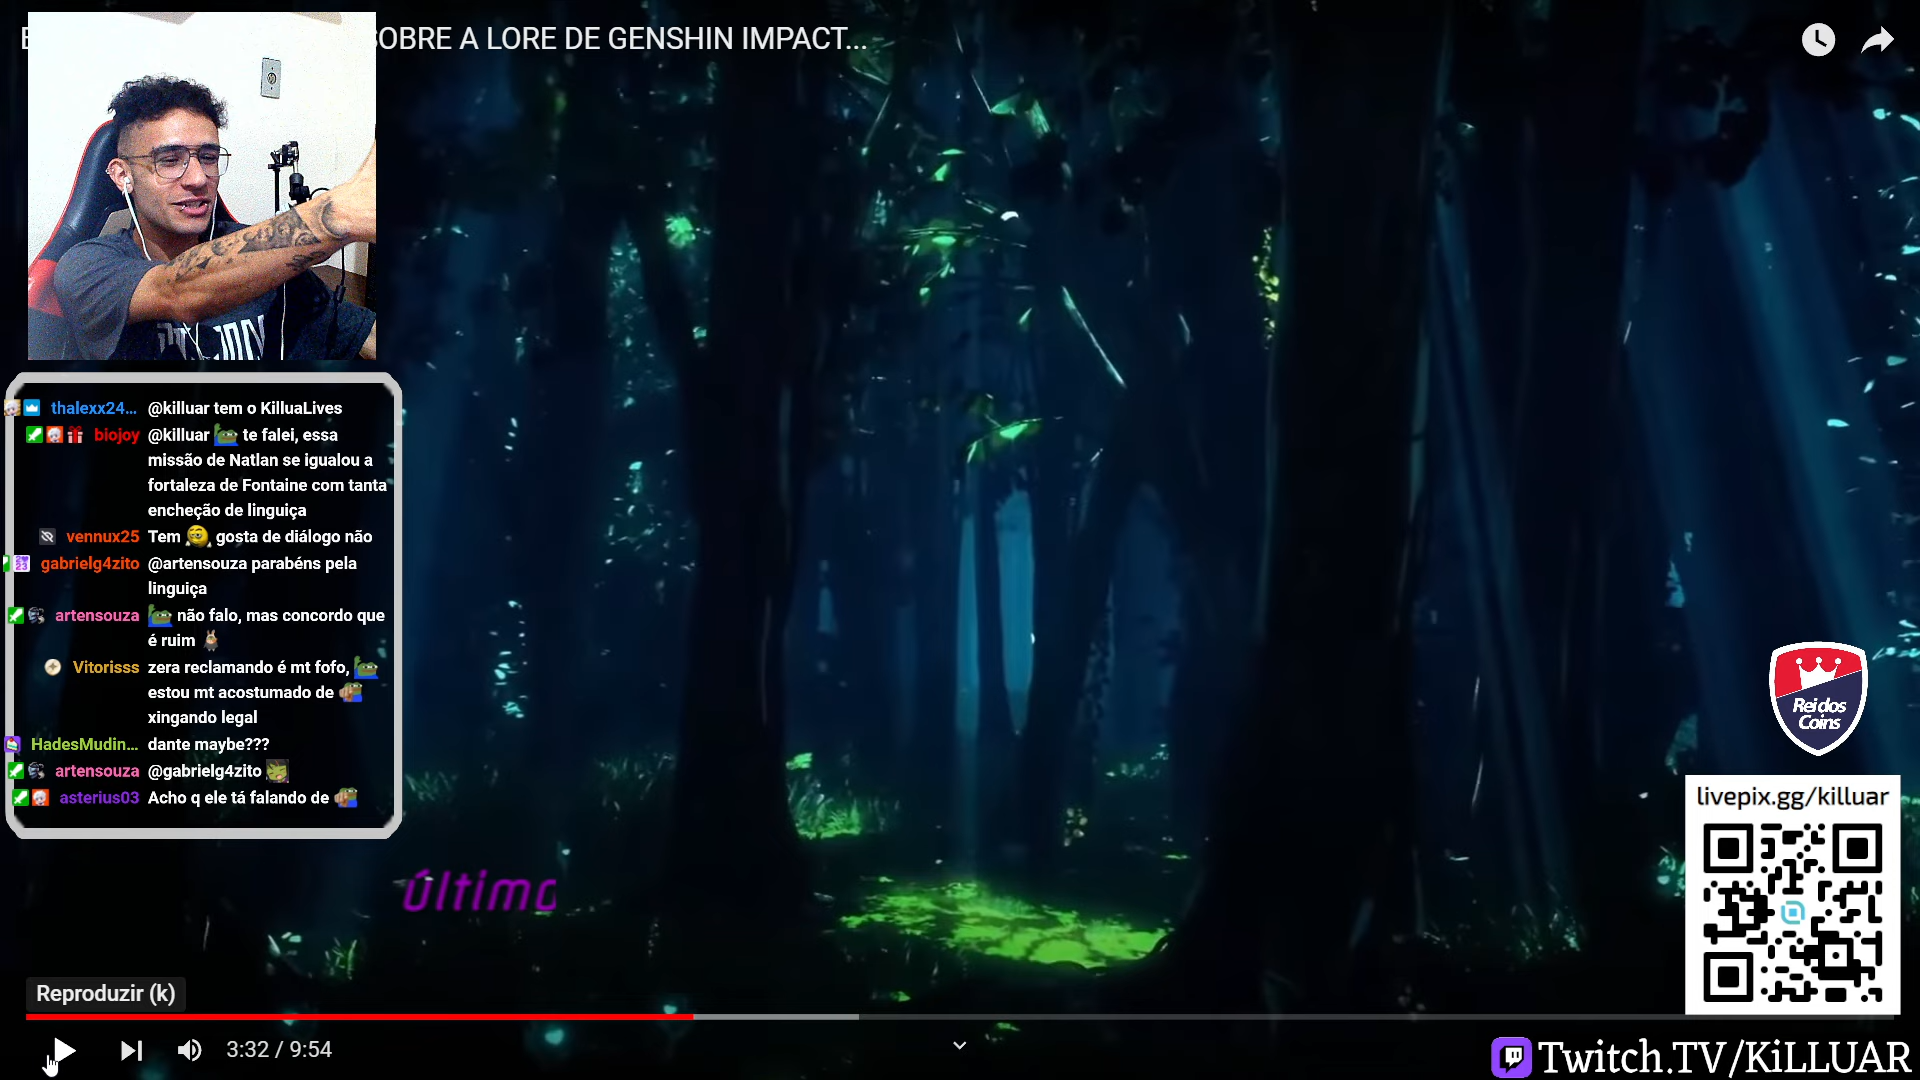 SOBRE A LORE DE GENSHIN IMPACT...
thalexx24... @killuar tem o KilluaLives
biojoy @killuar te falei, essa
missão de Natlan se igualou a
fortaleza de Fontaine com tanta
encheção de linguiça
vennux25 Tem , gosta de diálogo não
gabrielg4zito @artensouza parabéns pela
linguiça
artensouza não falo, mas concordo que
é ruim
Vitorisss zera reclamando é mt fofo,
estou mt acostumado de
xingando legal
HadesMudin... dante maybe???
artensouza @gabrielg4zito
asterius03 Acho q ele tá falando de
último
Reidos
Coins
livepix.gg/killuar
Reproduzir (k)
3:32 / 9:54
Twitch.TV/KiLLUAR